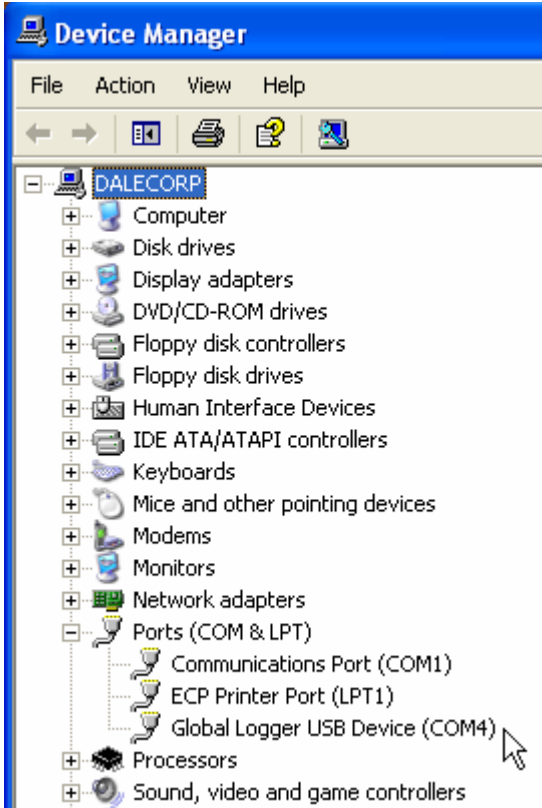 Device Manager
File Action View Help
DALECORP
Computer
Disk drives
Display adapters
DVD/CD-ROM drives
Floppy disk controllers
Floppy disk drives
Human Interface Devices
IDE ATA/ATAPI controllers
Keyboards
Mice and other pointing devices
Modems
Monitors
Network adapters
Ports (COM & LPT)
Communications Port (COM1)
ECP Printer Port (LPT1)
Global Logger USB Device (COM4)
Processors
Sound, video and game controllers